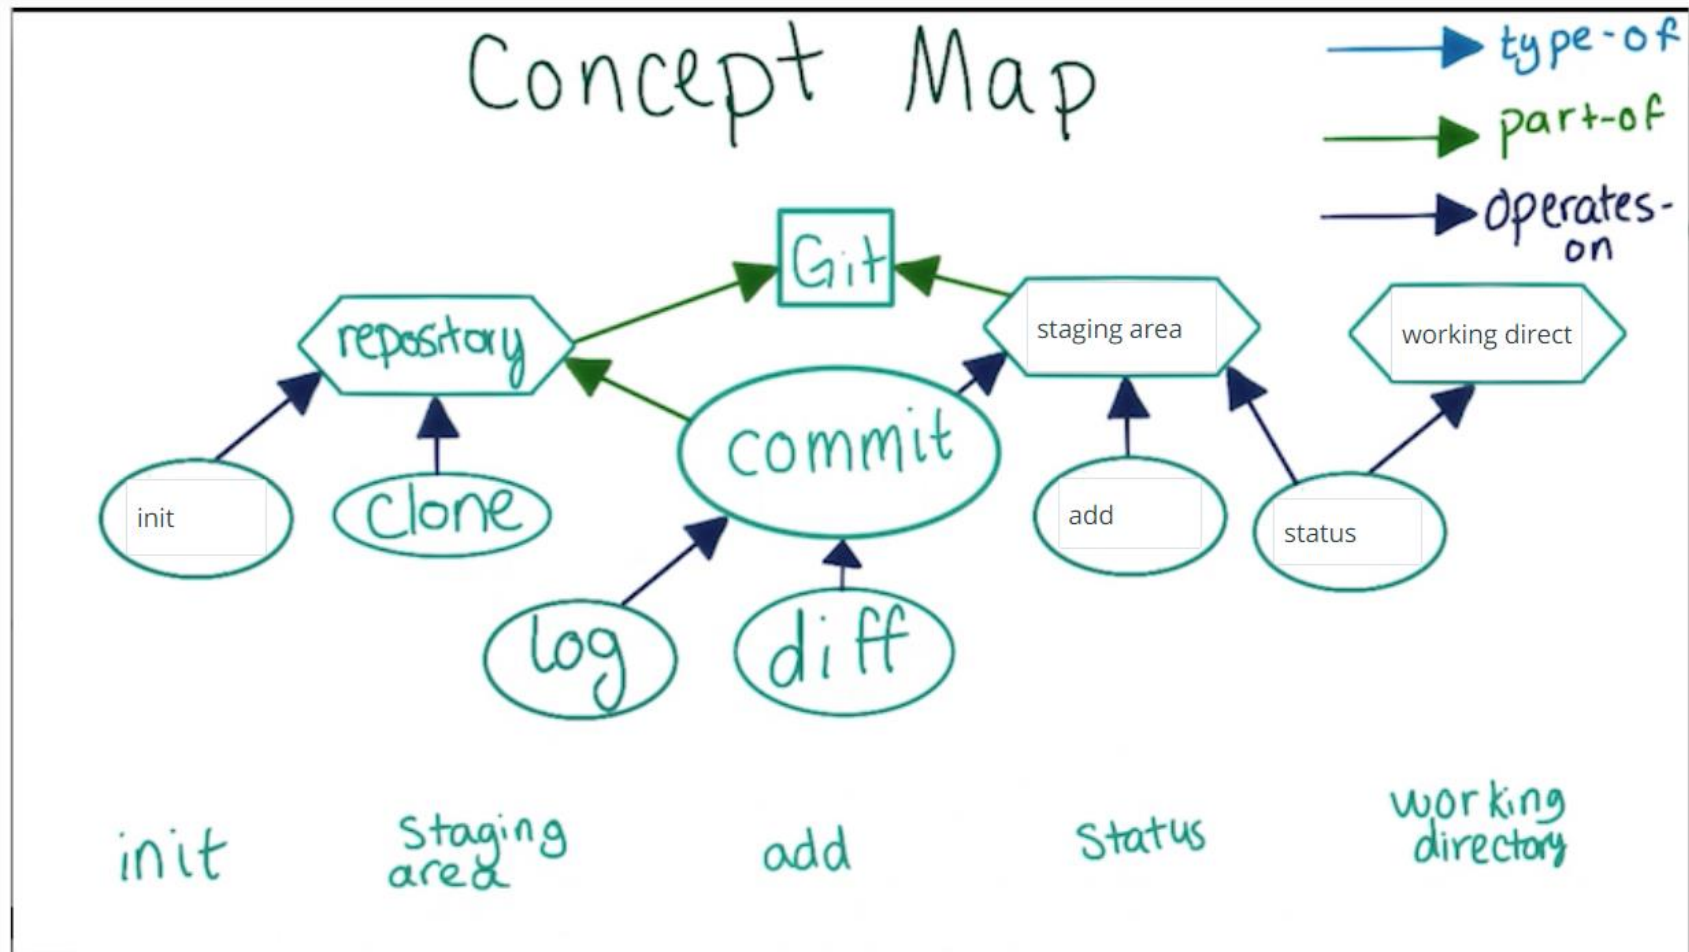 Concept Map
type-of
part-of
operates-
on
Git
repository
staging area
working direct
commit
init
clone
add
status
log
diff
init
staging
area
add
status
working
directory